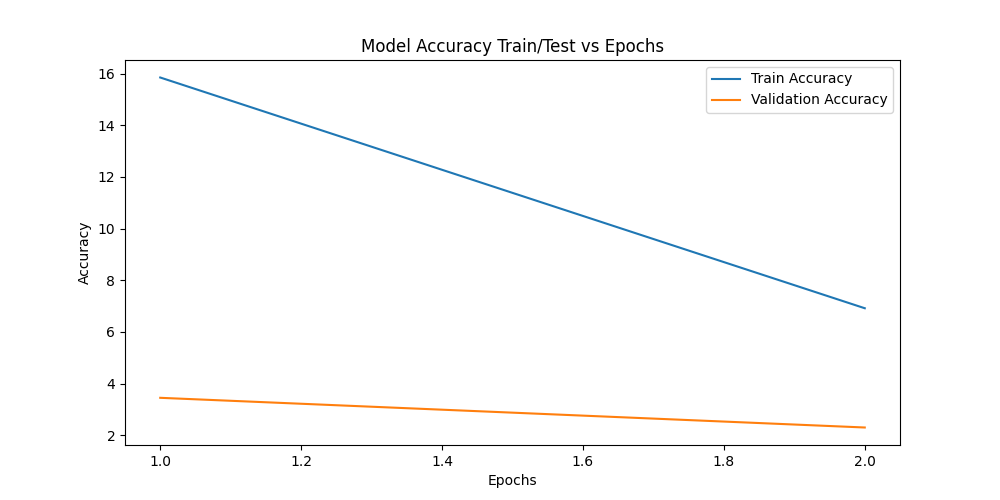 Model Accuracy Train/Test vs Epochs
Train Accuracy
Validation Accuracy
16
14
12
10
8
6
4
2
Accuracy
1.0 1.2 1.4 1.6 1.8 2.0
Epochs